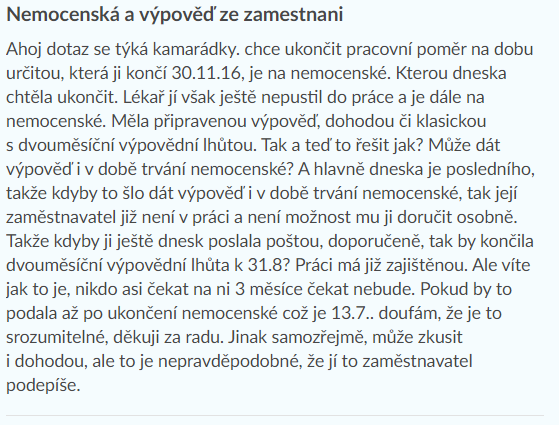 Nemocenská a výpověď ze zamestnani
Ahoj dotaz se týká kamarádky. chce ukončit pracovní poměr na dobu
určitou, která ji končí 30.11.16, je na nemocenské. Kterou dneska
chtěla ukončit. Lékař jí však ještě nepustil do práce a je dále na
nemocenské. Měla připravenou výpověď, dohodou či klasickou
s dvouměsíční výpovědní lhůtou. Tak a teď to řešit jak? Může dát
výpověď i v době trvání nemocenské? A hlavně dneska je posledního,
takže kdyby to šlo dát výpověď i v době trvání nemocenské, tak její
zaměstnavatel již není v práci a není možnost mu ji doručit osobně.
Takže kdyby ji ještě dnesk poslala poštou, doporučeně, tak by končila
dvouměsíční výpovědní lhůta k 31.8? Práci má již zajištěnou. Ale víte
jak to je, nikdo asi čekat na ni 3 měsíce čekat nebude. Pokud by to
podala až po ukončení nemocenské což je 13.7.. doufám, že je to
srozumitelné, děkuji za radu. Jinak samozřejmě, může zkusit
i dohodou, ale to je nepravděpodobné, že jí to zaměstnavatel
podepíše.